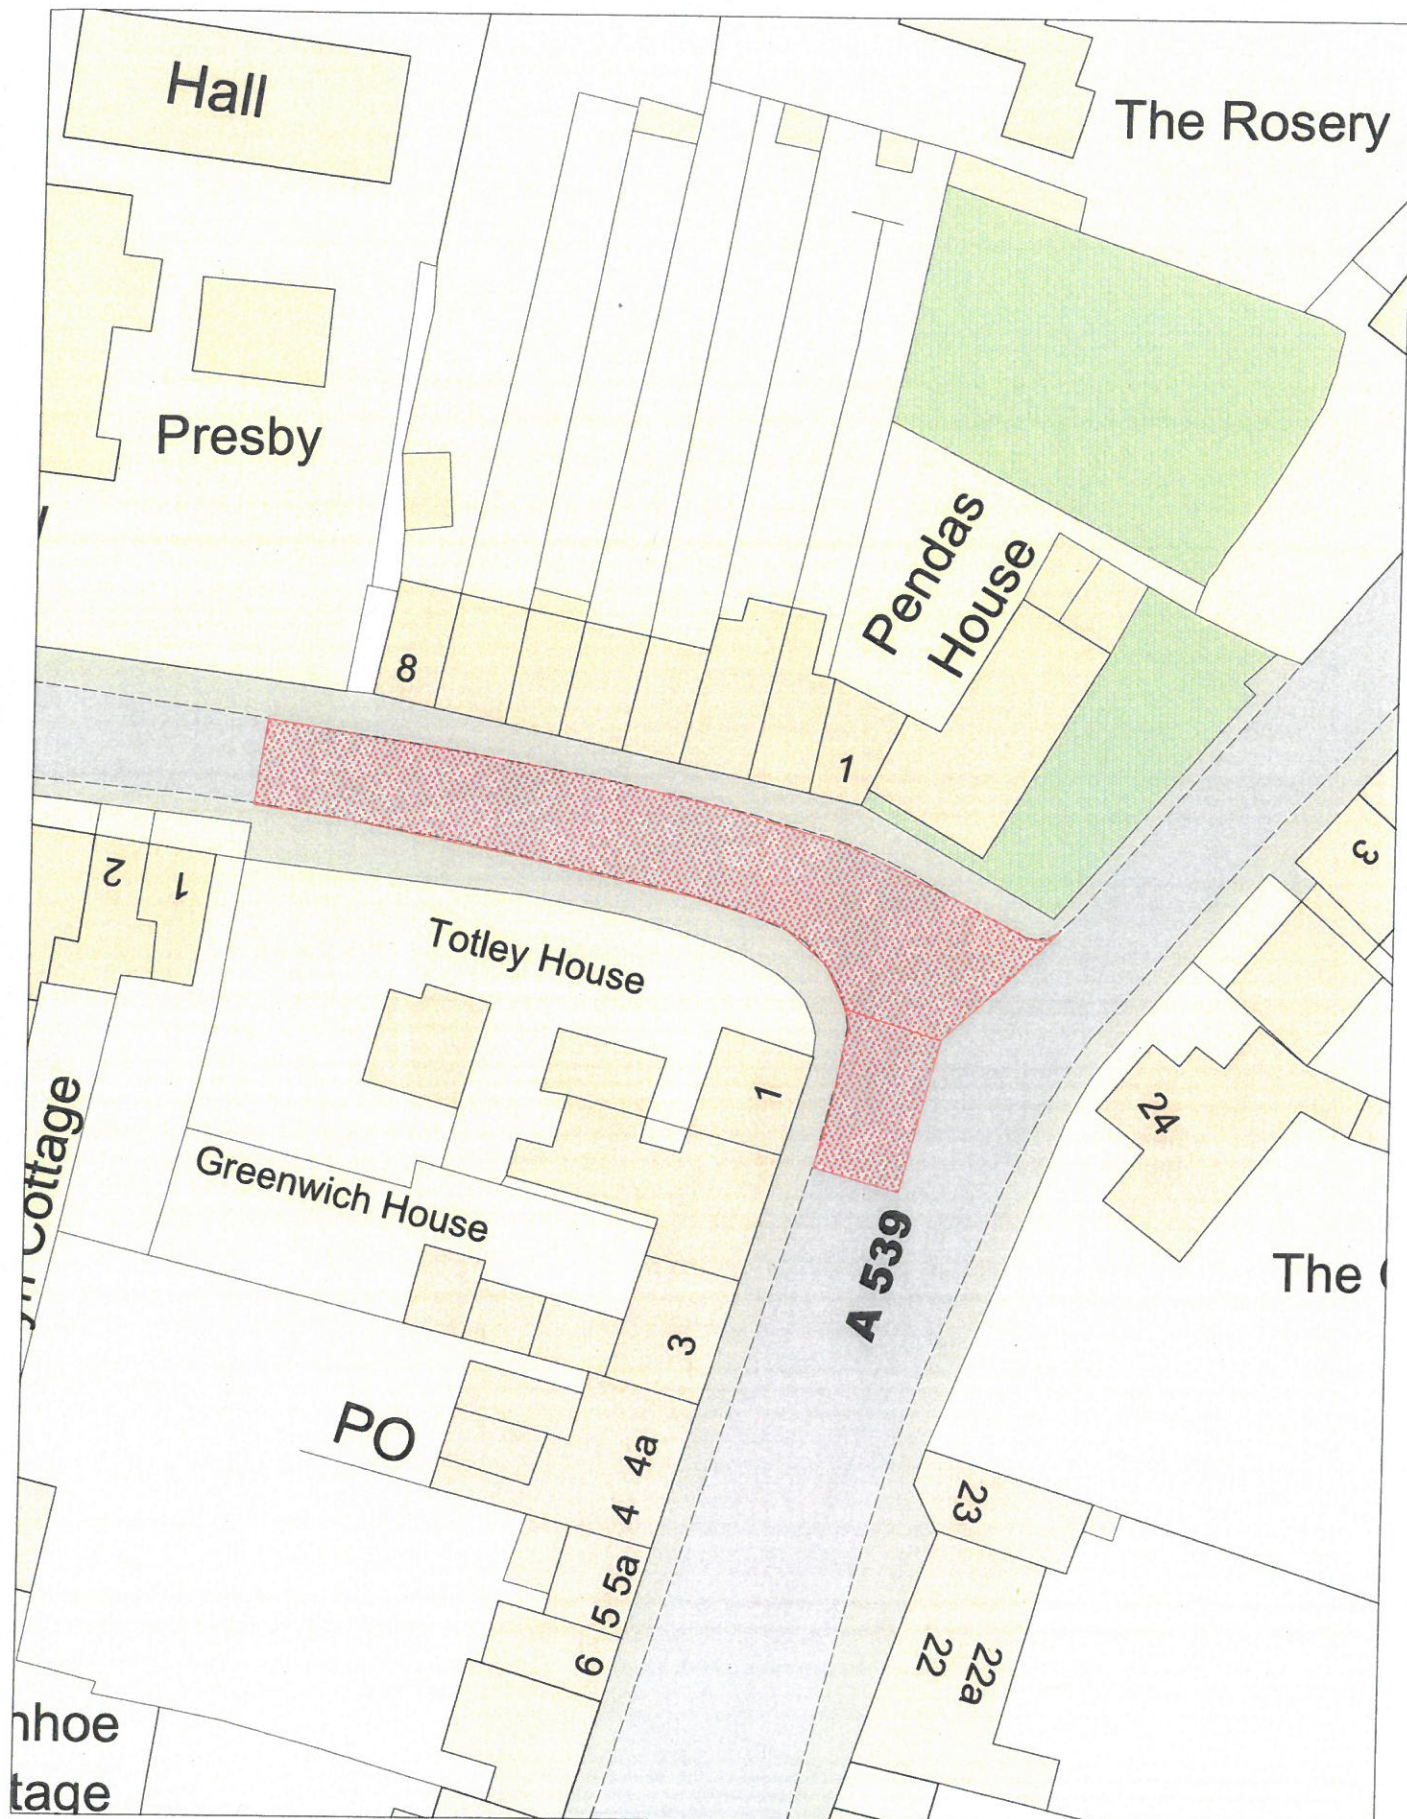 Hall
The Rosery
Presby
Pendas
House
8
1
3
2
1
Totley House
1
24
Cottage
Greenwich House
A 539
The
3
PO
4a
4
23
5a
5
6
22
22a
nhoe
tage